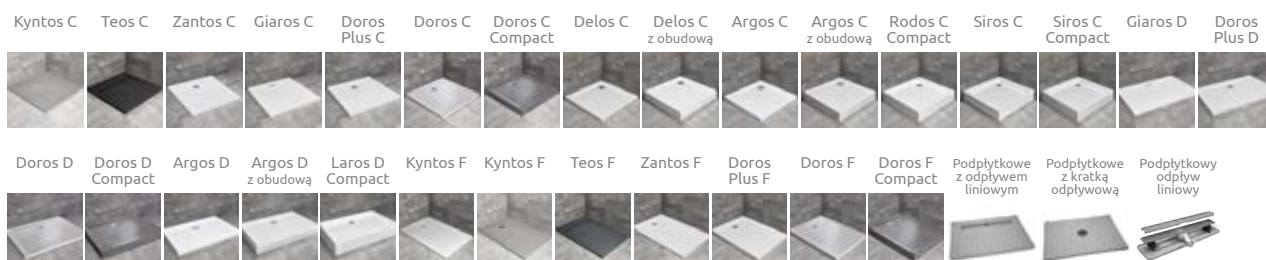 Kyntos C
Teos C
Zantos C
Giaros C
Doros
Plus C
Doros C
Doros C
Compact
Delos C
Delos C
z obudową
Argos C
Argos C
z obudową
Rodos C
Compact
Siros C
Siros C
Compact
Giaros D
Doros
Plus D
Doros D
Doros D
Compact
Argos D
Argos D
z obudową
Laros D
Compact
Kyntos F
Kyntos F
Teos F
Zantos F
Doros
Plus F
Doros F
Doros F
Compact
Podpłytkowe
z odpływem
liniowym
Podpłytkowe
z kratką
odpływową
Podpłytkowy
odpływ
liniowy